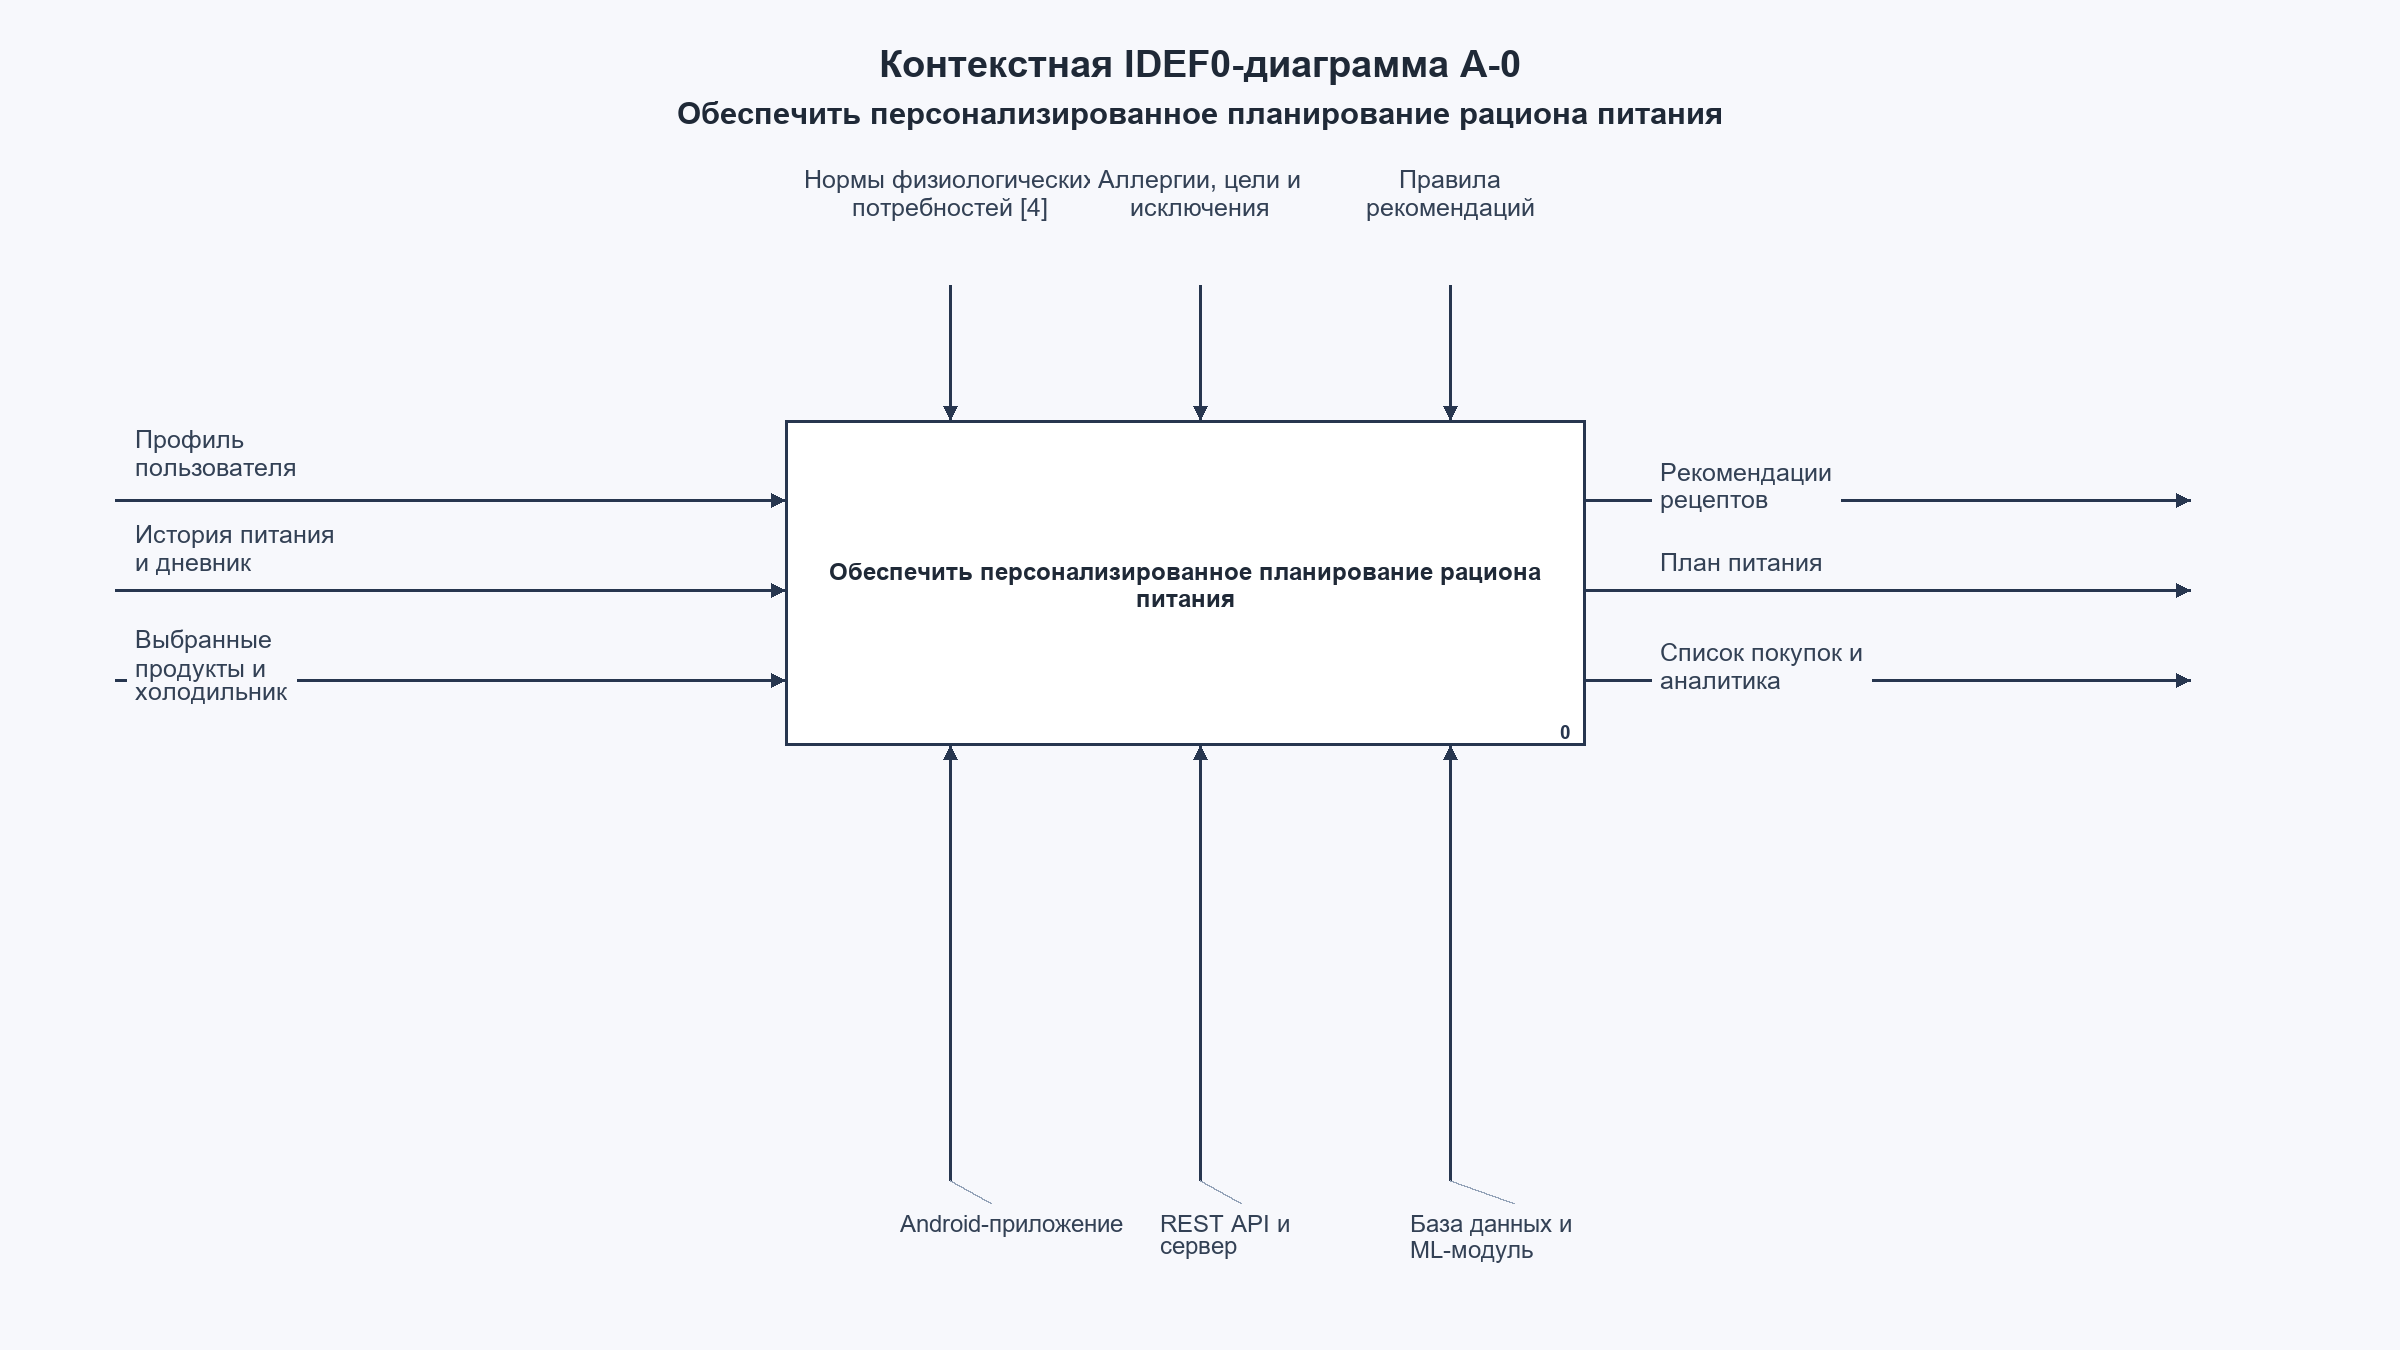 Контекстная IDEF0-диаграмма A-0
Обеспечить персонализированное планирование рациона питания
Нормы физиологических
потребностей [4]
Аллергии, цели и
исключения
Правила
рекомендаций
Профиль
пользователя
История питания
и дневник
Выбранные
продукты и
холодильник
Обеспечить персонализированное планирование рациона
питания
0
Рекомендации
рецептов
План питания
Список покупок и
аналитика
Android-приложение
REST API и
сервер
База данных и
ML-модуль